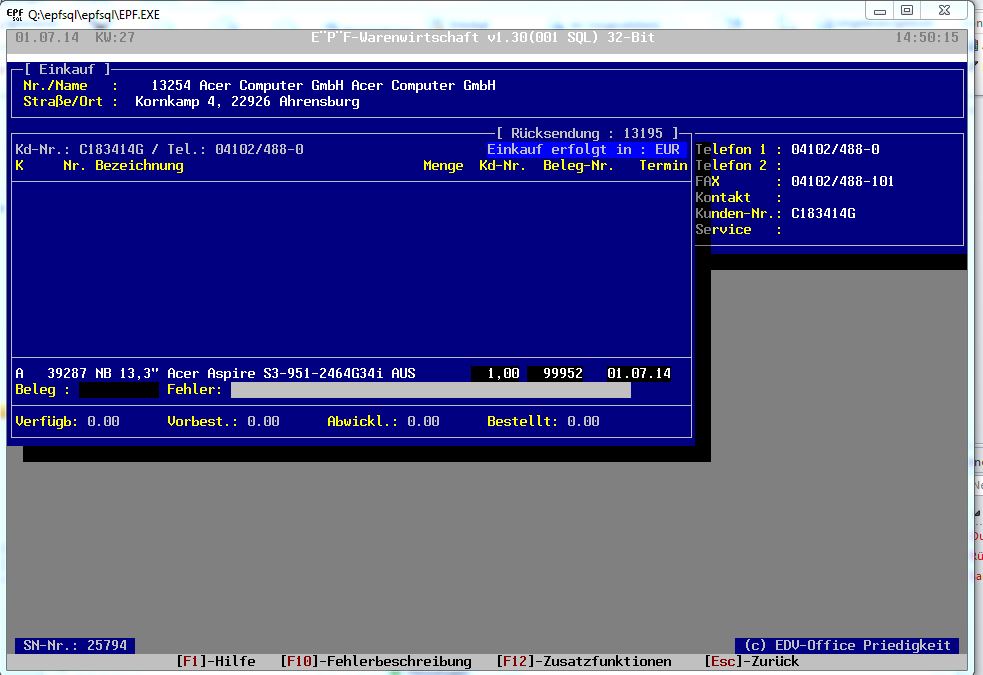 EPF SQL Q:\epfsql\epfsql\EPF.EXE
01.07.14 KW:27 E"P"F-Warenwirtschaft v1.30(001 SQL) 32-Bit 14:50:15
[ Einkauf ]
Nr./Name : 13254 Acer Computer GmbH Acer Computer GmbH
Straße/Ort : Kornkamp 4, 22926 Ahrensburg
[ Rücksendung : 13195 ]
Kd-Nr.: C183414G / Tel.: 04102/488-0 Einkauf erfolgt in : EUR
K Nr. Bezeichnung Menge Kd-Nr. Beleg-Nr. Termin
Telefon 1 : 04102/488-0
Telefon 2 :
FAX : 04102/488-101
Kontakt :
Kunden-Nr.: C183414G
Service :
A 39287 NB 13,3" Acer Aspire S3-951-2464G34i AUS 1,00 99952 01.07.14
Beleg : Fehler:
Verfügb: 0.00 Vorbest.: 0.00 Abwickl.: 0.00 Bestellt: 0.00
SN-Nr.: 25794 (c) EDV-Office Priedigkeit
[F1]-Hilfe [F10]-Fehlerbeschreibung [F12]-Zusatzfunktionen [Esc]-Zurück